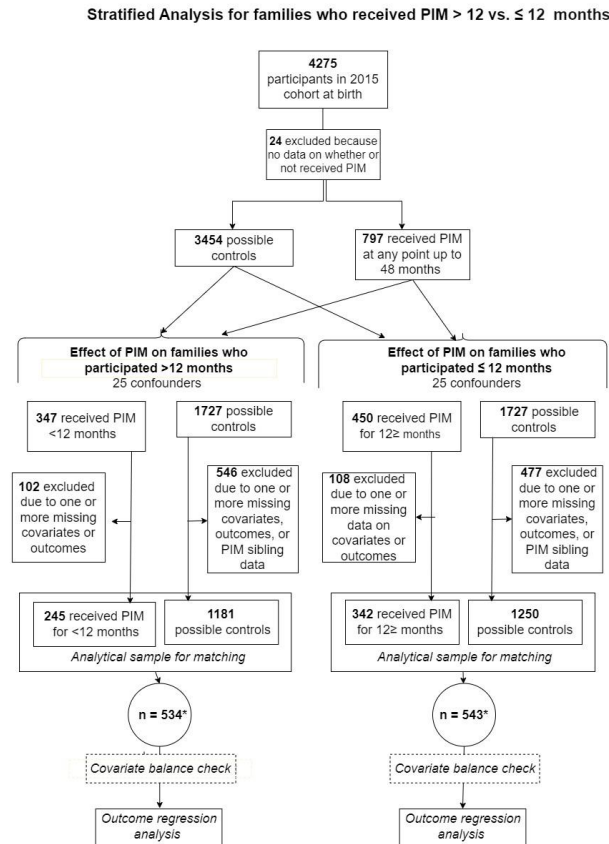 Stratified Analysis for families who received PIM > 12 vs. ≤ 12 months
4275
participants in 2015
cohort at birth
24 excluded because
no data on whether or
not received PIM
3454 possible
controls
797 received PIM
at any point up to
48 months
Effect of PIM on families who
participated >12 months
25 confounders
347 received PIM
<12 months
1727 possible
controls
102 excluded
due to one or
more missing
covariates or
outcomes
546 excluded
due to one or
more missing
covariates,
outcomes, or
PIM sibling
data
245 received PIM
for <12 months
1181
possible controls
Analytical sample for matching
n = 534*
Covariate balance check
Outcome regression
analysis
Effect of PIM on families who
participated ≤ 12 months
25 confounders
450 received PIM
for 12≥ months
1727 possible
controls
108 excluded
due to one or
more missing
data on
covariates or
outcomes
477 excluded
due to one or
more missing
covariates,
outcomes, or
PIM sibling
data
342 received PIM
for 12≥ months
1250
possible controls
Analytical sample for matching
n = 543*
Covariate balance check
Outcome regression
analysis